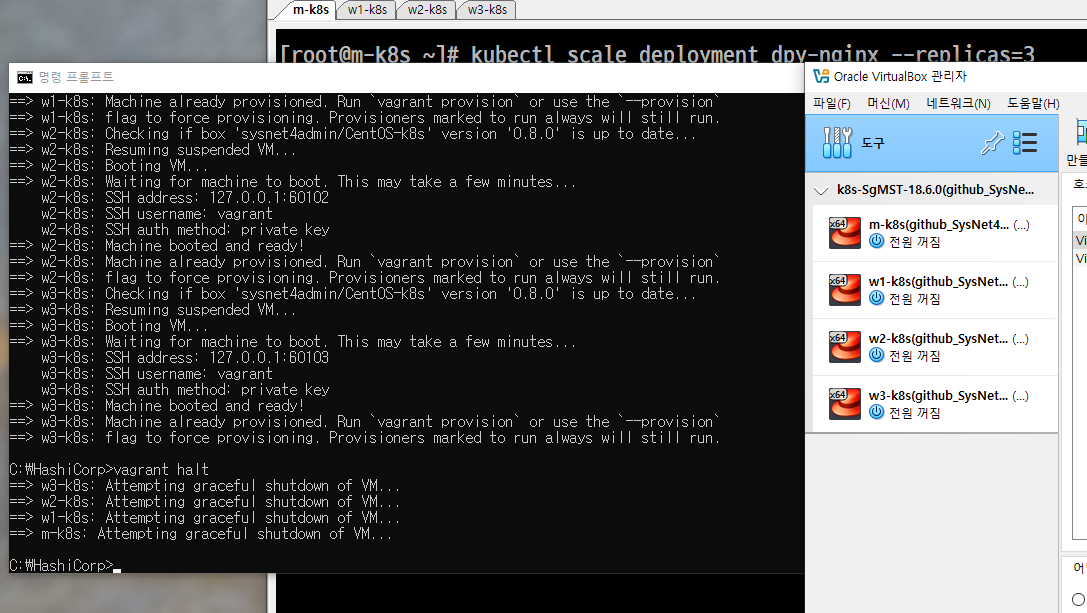 m-k8s w1-k8s w2-k8s w3-k8s
[root@m-k8s ~]# kubectl scale deployment dpy-nginx --replicas=3
명령 프롬프트
==> w1-k8s: Machine already provisioned. Run `vagrant provision` or use the `--provision`
==> w1-k8s: flag to force provisioning. Provisioners marked to run always will still run.
==> w2-k8s: Checking if box 'sysnet4admin/CentOS-k8s' version '0.8.0' is up to date...
==> w2-k8s: Resuming suspended VM...
==> w2-k8s: Booting VM...
==> w2-k8s: Waiting for machine to boot. This may take a few minutes...
w2-k8s: SSH address: 127.0.0.1:60102
w2-k8s: SSH username: vagrant
w2-k8s: SSH auth method: private key
==> w2-k8s: Machine booted and ready!
==> w2-k8s: Machine already provisioned. Run `vagrant provision` or use the `--provision`
==> w2-k8s: flag to force provisioning. Provisioners marked to run always will still run.
==> w3-k8s: Checking if box 'sysnet4admin/CentOS-k8s' version '0.8.0' is up to date...
==> w3-k8s: Resuming suspended VM...
==> w3-k8s: Booting VM...
==> w3-k8s: Waiting for machine to boot. This may take a few minutes...
w3-k8s: SSH address: 127.0.0.1:60103
w3-k8s: SSH username: vagrant
w3-k8s: SSH auth method: private key
==> w3-k8s: Machine booted and ready!
==> w3-k8s: Machine already provisioned. Run `vagrant provision` or use the `--provision`
==> w3-k8s: flag to force provisioning. Provisioners marked to run always will still run.
C:₩HashiCorp>vagrant halt
==> w3-k8s: Attempting graceful shutdown of VM...
==> w2-k8s: Attempting graceful shutdown of VM...
==> w1-k8s: Attempting graceful shutdown of VM...
==> m-k8s: Attempting graceful shutdown of VM...
C:₩HashiCorp>
Oracle VirtualBox 관리자
파일(F) 머신(M) 네트워크(N) 도움말(H)
도구
만들
k8s-SgMST-18.6.0(github_SysNe...
x64 m-k8s(github_SysNet4... (...)
전원 꺼짐
x64 w1-k8s(github_SysNet... (...)
전원 꺼짐
x64 w2-k8s(github_SysNet... (...)
전원 꺼짐
x64 w3-k8s(github_SysNet... (...)
전원 꺼짐
호
Vi
Vi
어